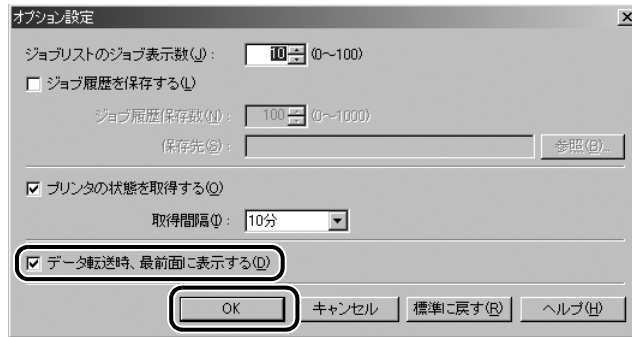 オプション設定
ジョブリストのジョブ表示数(J): 10 (0～100)
ジョブ履歴を保存する(L)
ジョブ履歴保存数(N): 100 (0～1000)
保存先(S): 参照(B)...
プリンタの状態を取得する(O)
取得間隔(I): 10分
データ転送時、最前面に表示する(D)
OK キャンセル 標準に戻す(R) ヘルプ(H)